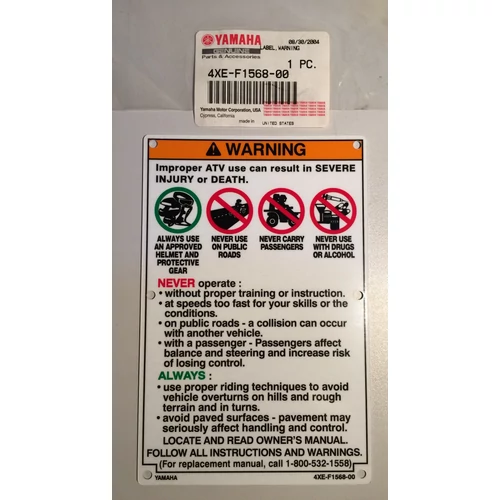 YAMAHA
GENUINE
Parts & Accessories
08/30/2004
LABEL, WARNING
1 PC.
4XE-F1568-00
Yamaha Motor Corporation, USA
Cypress, California
made in UNITED STATES
WARNING
Improper ATV use can result in SEVERE
INJURY or DEATH.
ALWAYS USE
AN APPROVED
HELMET AND
PROTECTIVE
GEAR
NEVER USE
ON PUBLIC
ROADS
NEVER CARRY
PASSENGERS
NEVER USE
WITH DRUGS
OR ALCOHOL
NEVER operate :
• without proper training or instruction.
• at speeds too fast for your skills or the
conditions.
• on public roads - a collision can occur
with another vehicle.
• with a passenger - Passengers affect
balance and steering and increase risk
of losing control.
ALWAYS :
• use proper riding techniques to avoid
vehicle overturns on hills and rough
terrain and in turns.
• avoid paved surfaces - pavement may
seriously affect handling and control.
LOCATE AND READ OWNER'S MANUAL.
FOLLOW ALL INSTRUCTIONS AND WARNINGS.
(For replacement manual, call 1-800-532-1558)
YAMAHA 4XE-F1568-00